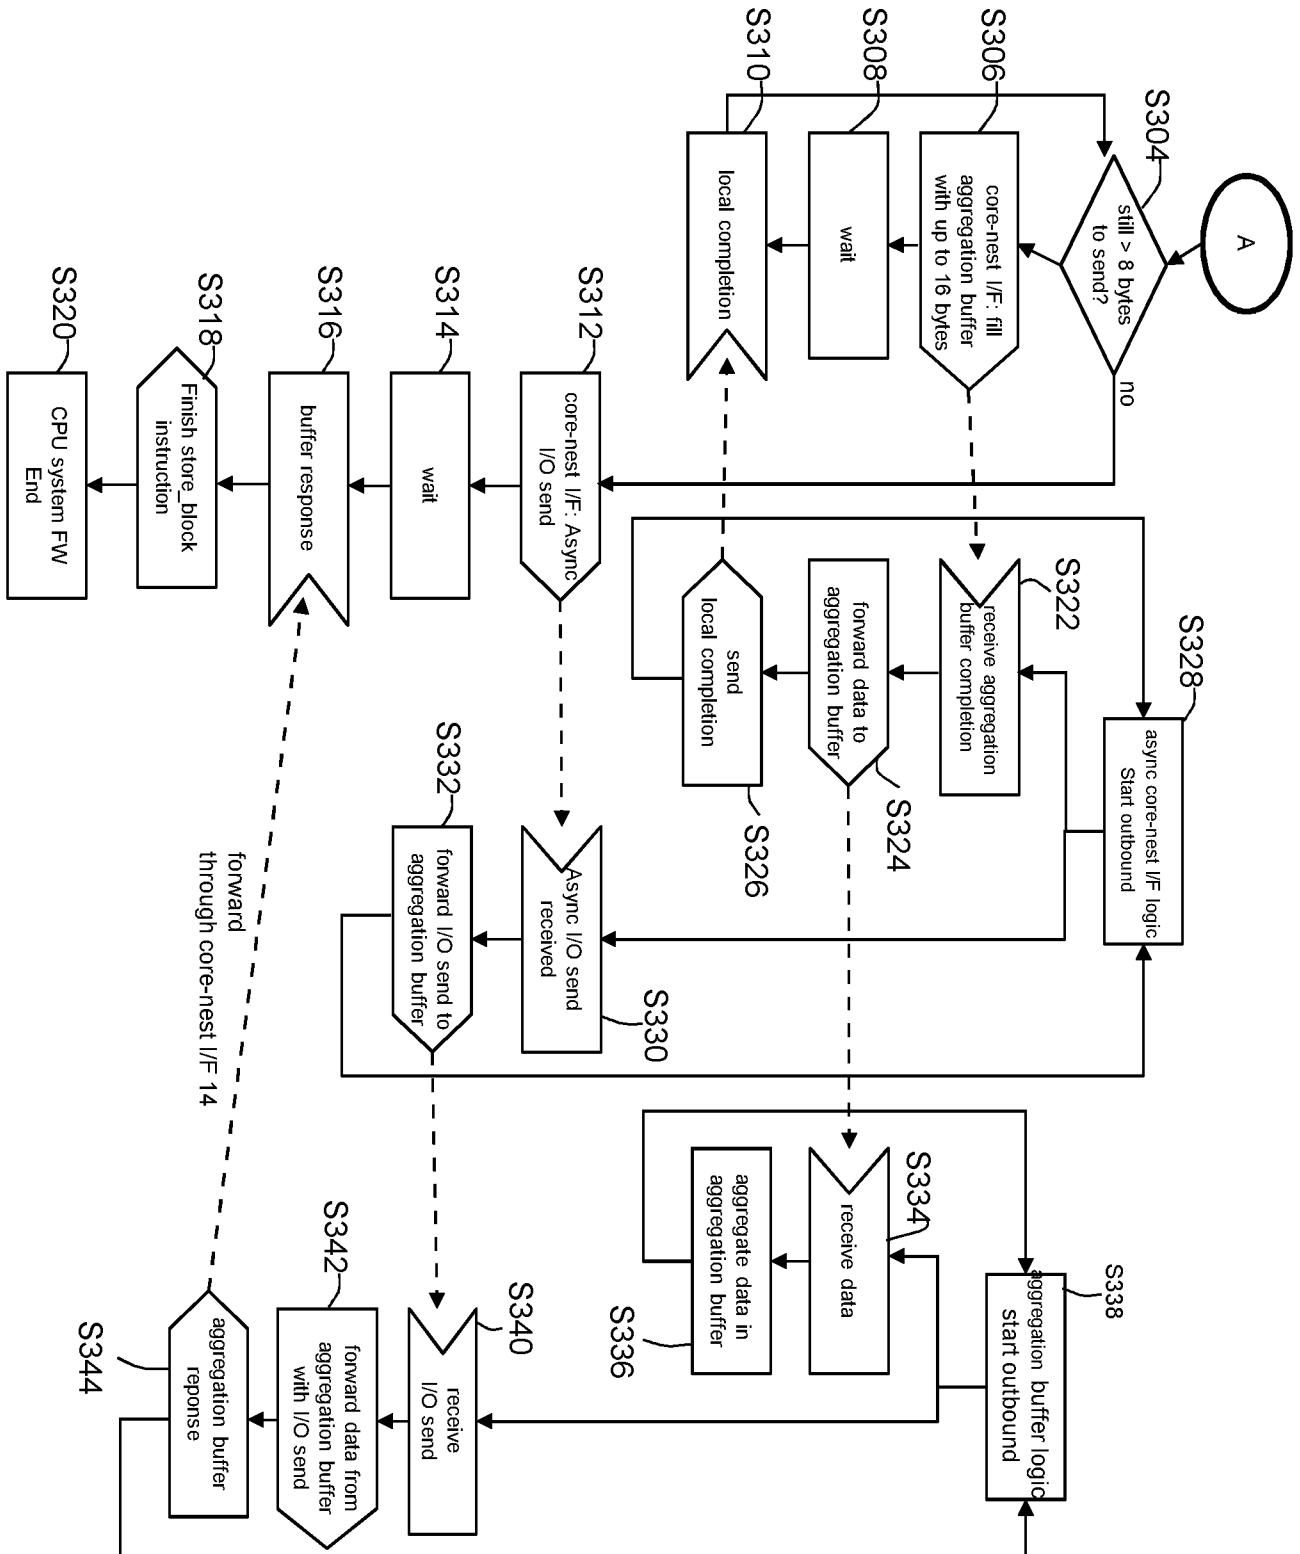 A
S304
still > 8 bytes
to send?
no
S306
core-nest I/F: fill
aggregation buffer
with up to 16 bytes
S308
wait
S310
local completion
S312
core-nest I/F: Async
I/O send
S314
wait
S316
buffer response
S318
Finish store_block
instruction
S320
CPU system FW
End
S328
async core-nest I/F logic
Start outbound
S322
receive aggregation
buffer completion
S324
forward data to
aggregation buffer
S326
send
local completion
S330
Async I/O send
received
S332
forward I/O send to
aggregation buffer
forward
through core-nest I/F 14
S338
aggregation buffer logic
start outbound
S334
receive data
S336
aggregate data in
aggregation buffer
S340
receive
I/O send
S342
forward data from
aggregation buffer
with I/O send
S344
aggregation buffer
reponse